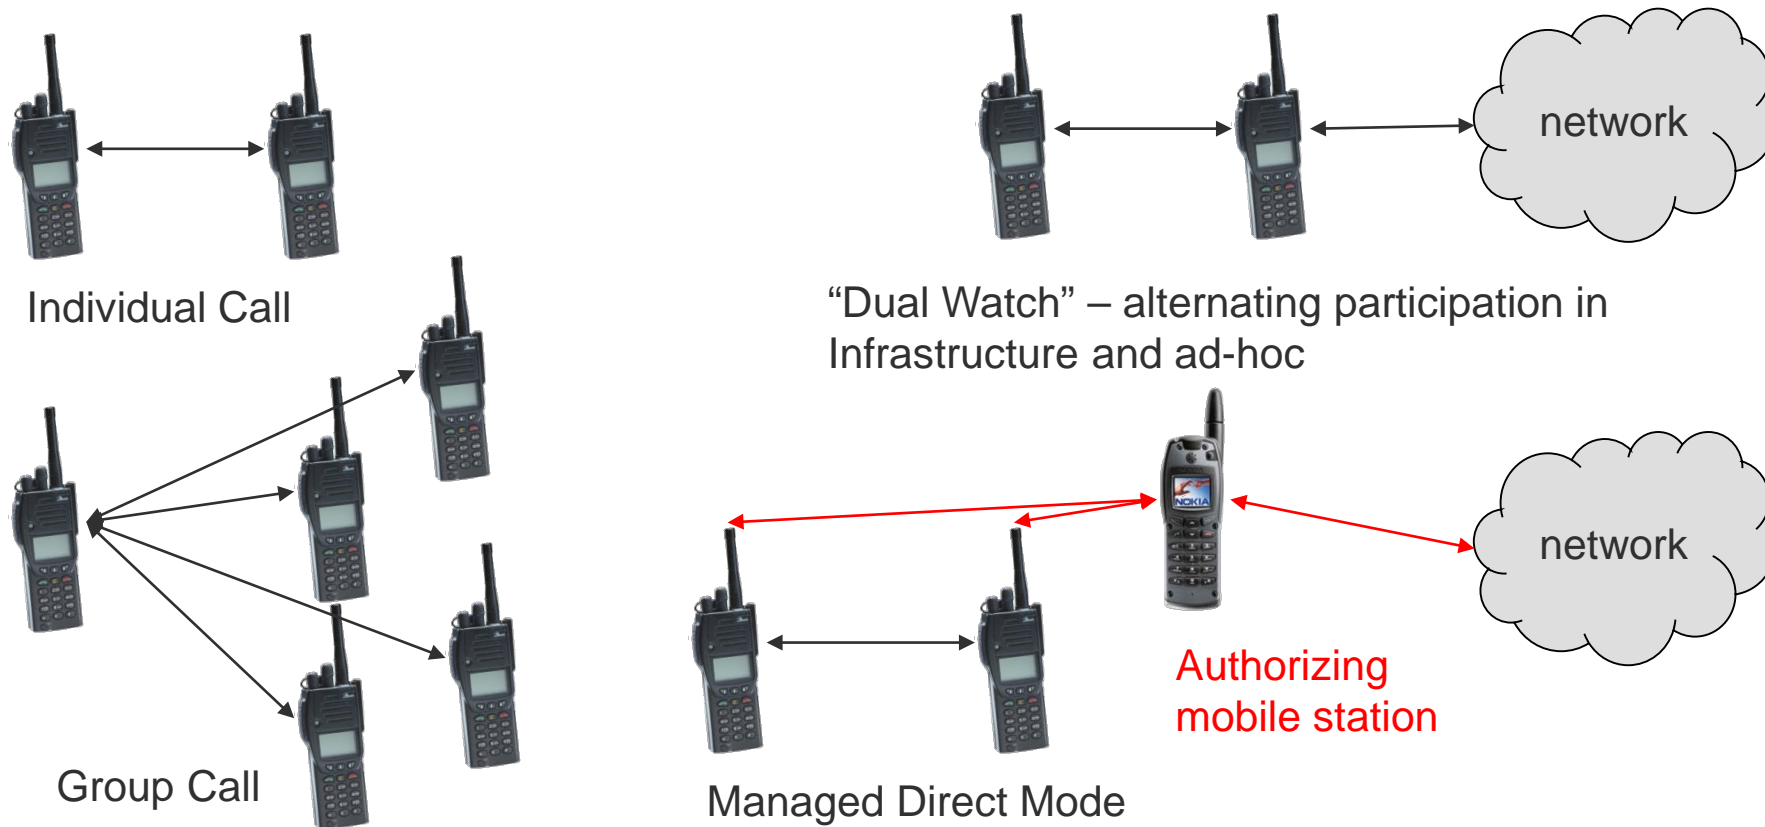 network
Individual Call
“Dual Watch” – alternating participation in
Infrastructure and ad-hoc
NOKIA
network
Authorizing
mobile station
Group Call
Managed Direct Mode